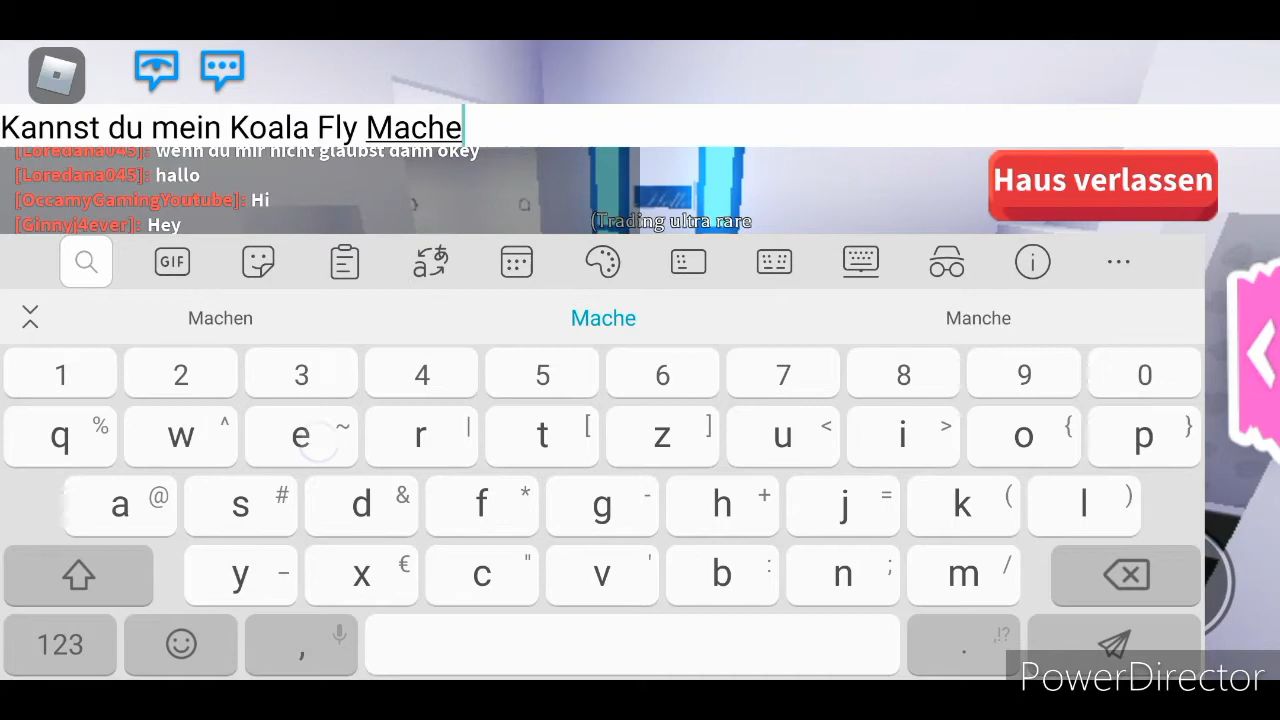 Kannst du mein Koala Fly Mache
[Loredana045]: wenn du mir nicht glaubst dann okey
[Loredana045]: hallo
[OccamyGamingYoutube]: Hi
[Ginnyj4ever]: Hey
(Trading ultra rare
Haus verlassen
GIF
Machen Mache Manche
1 2 3 4 5 6 7 8 9 0
q % w ^ e ~ r | t [ z ] u < i > o { p }
a @ s # d & f * g - h + j = k ( l )
y _ x € c " v ' b : n ; m /
123 , . ,!?
PowerDirector